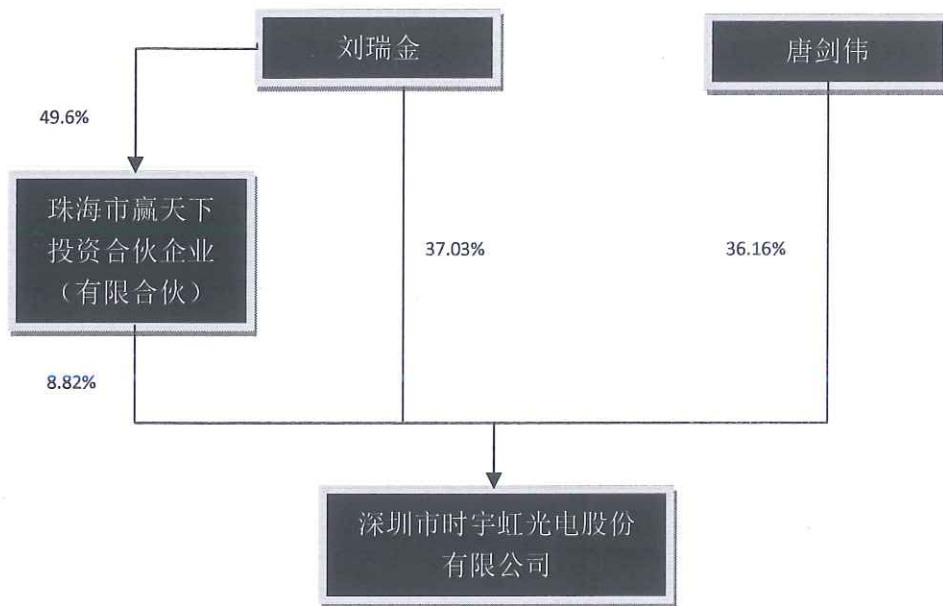 刘瑞金
唐剑伟
49.6%
珠海市赢天下
投资合伙企业
（有限合伙）
37.03%
36.16%
8.82%
深圳市时宇虹光电股份
有限公司